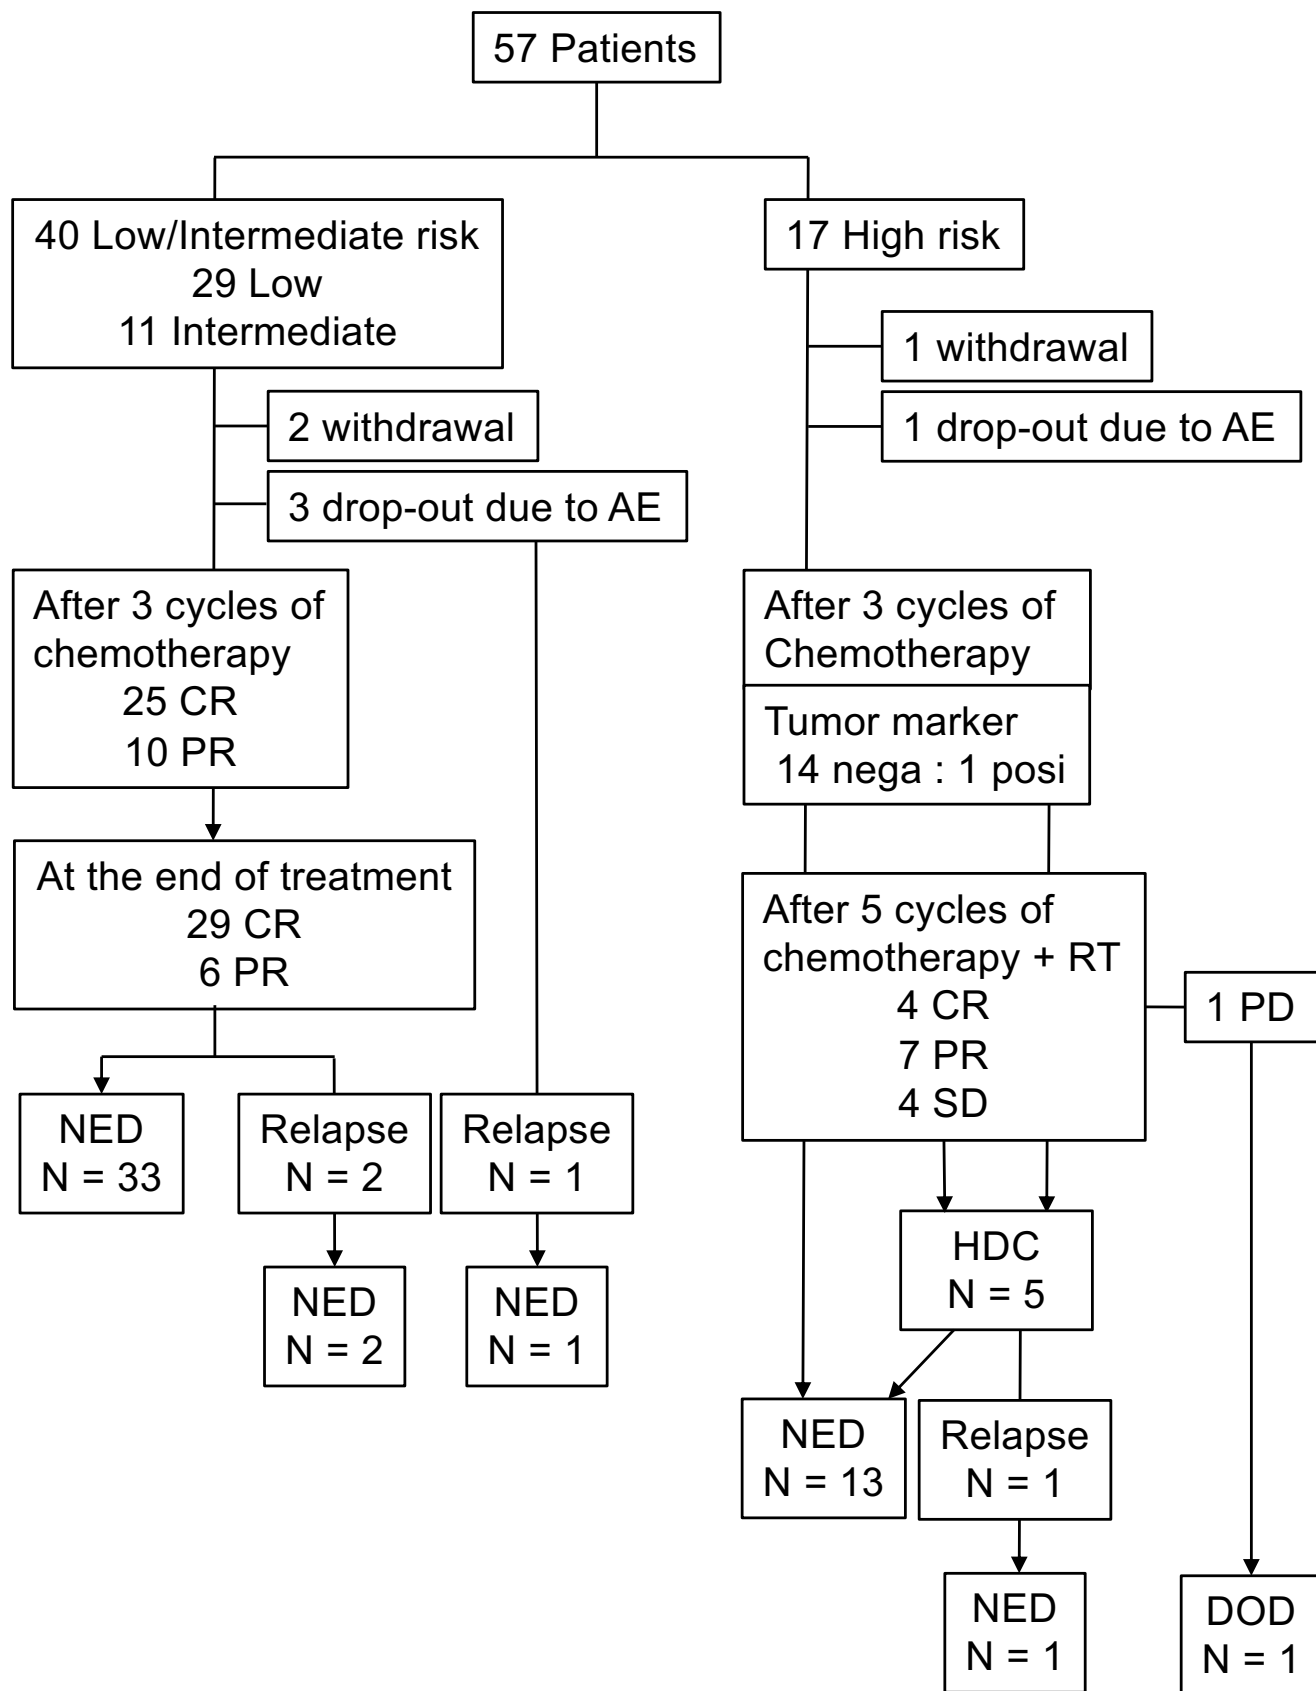 57 Patients
40 Low/Intermediate risk
29 Low
11 Intermediate
2 withdrawal
3 drop-out due to AE
After 3 cycles of
chemotherapy
25 CR
10 PR
At the end of treatment
29 CR
6 PR
NED
N = 33
Relapse
N = 2
NED
N = 2
Relapse
N = 1
NED
N = 1
17 High risk
1 withdrawal
1 drop-out due to AE
After 3 cycles of
Chemotherapy
Tumor marker
14 nega : 1 posi
After 5 cycles of
chemotherapy + RT
4 CR
7 PR
4 SD
1 PD
HDC
N = 5
NED
N = 13
Relapse
N = 1
NED
N = 1
DOD
N = 1